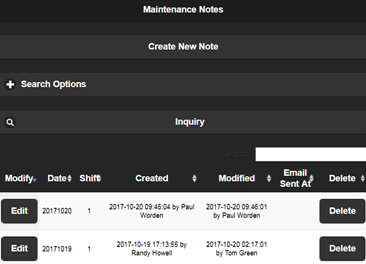 Maintenance Notes
Create New Note
Search Options
Inquiry
Search:
Modify Date Shift Created Modified Email Sent At Delete
Edit 20171020 1 2017-10-20 09:45:04 by Paul Worden 2017-10-20 09:46:01 by Paul Worden Delete
Edit 20171019 1 2017-10-19 17:13:55 by Randy Howell 2017-10-20 02:17:01 by Tom Green Delete